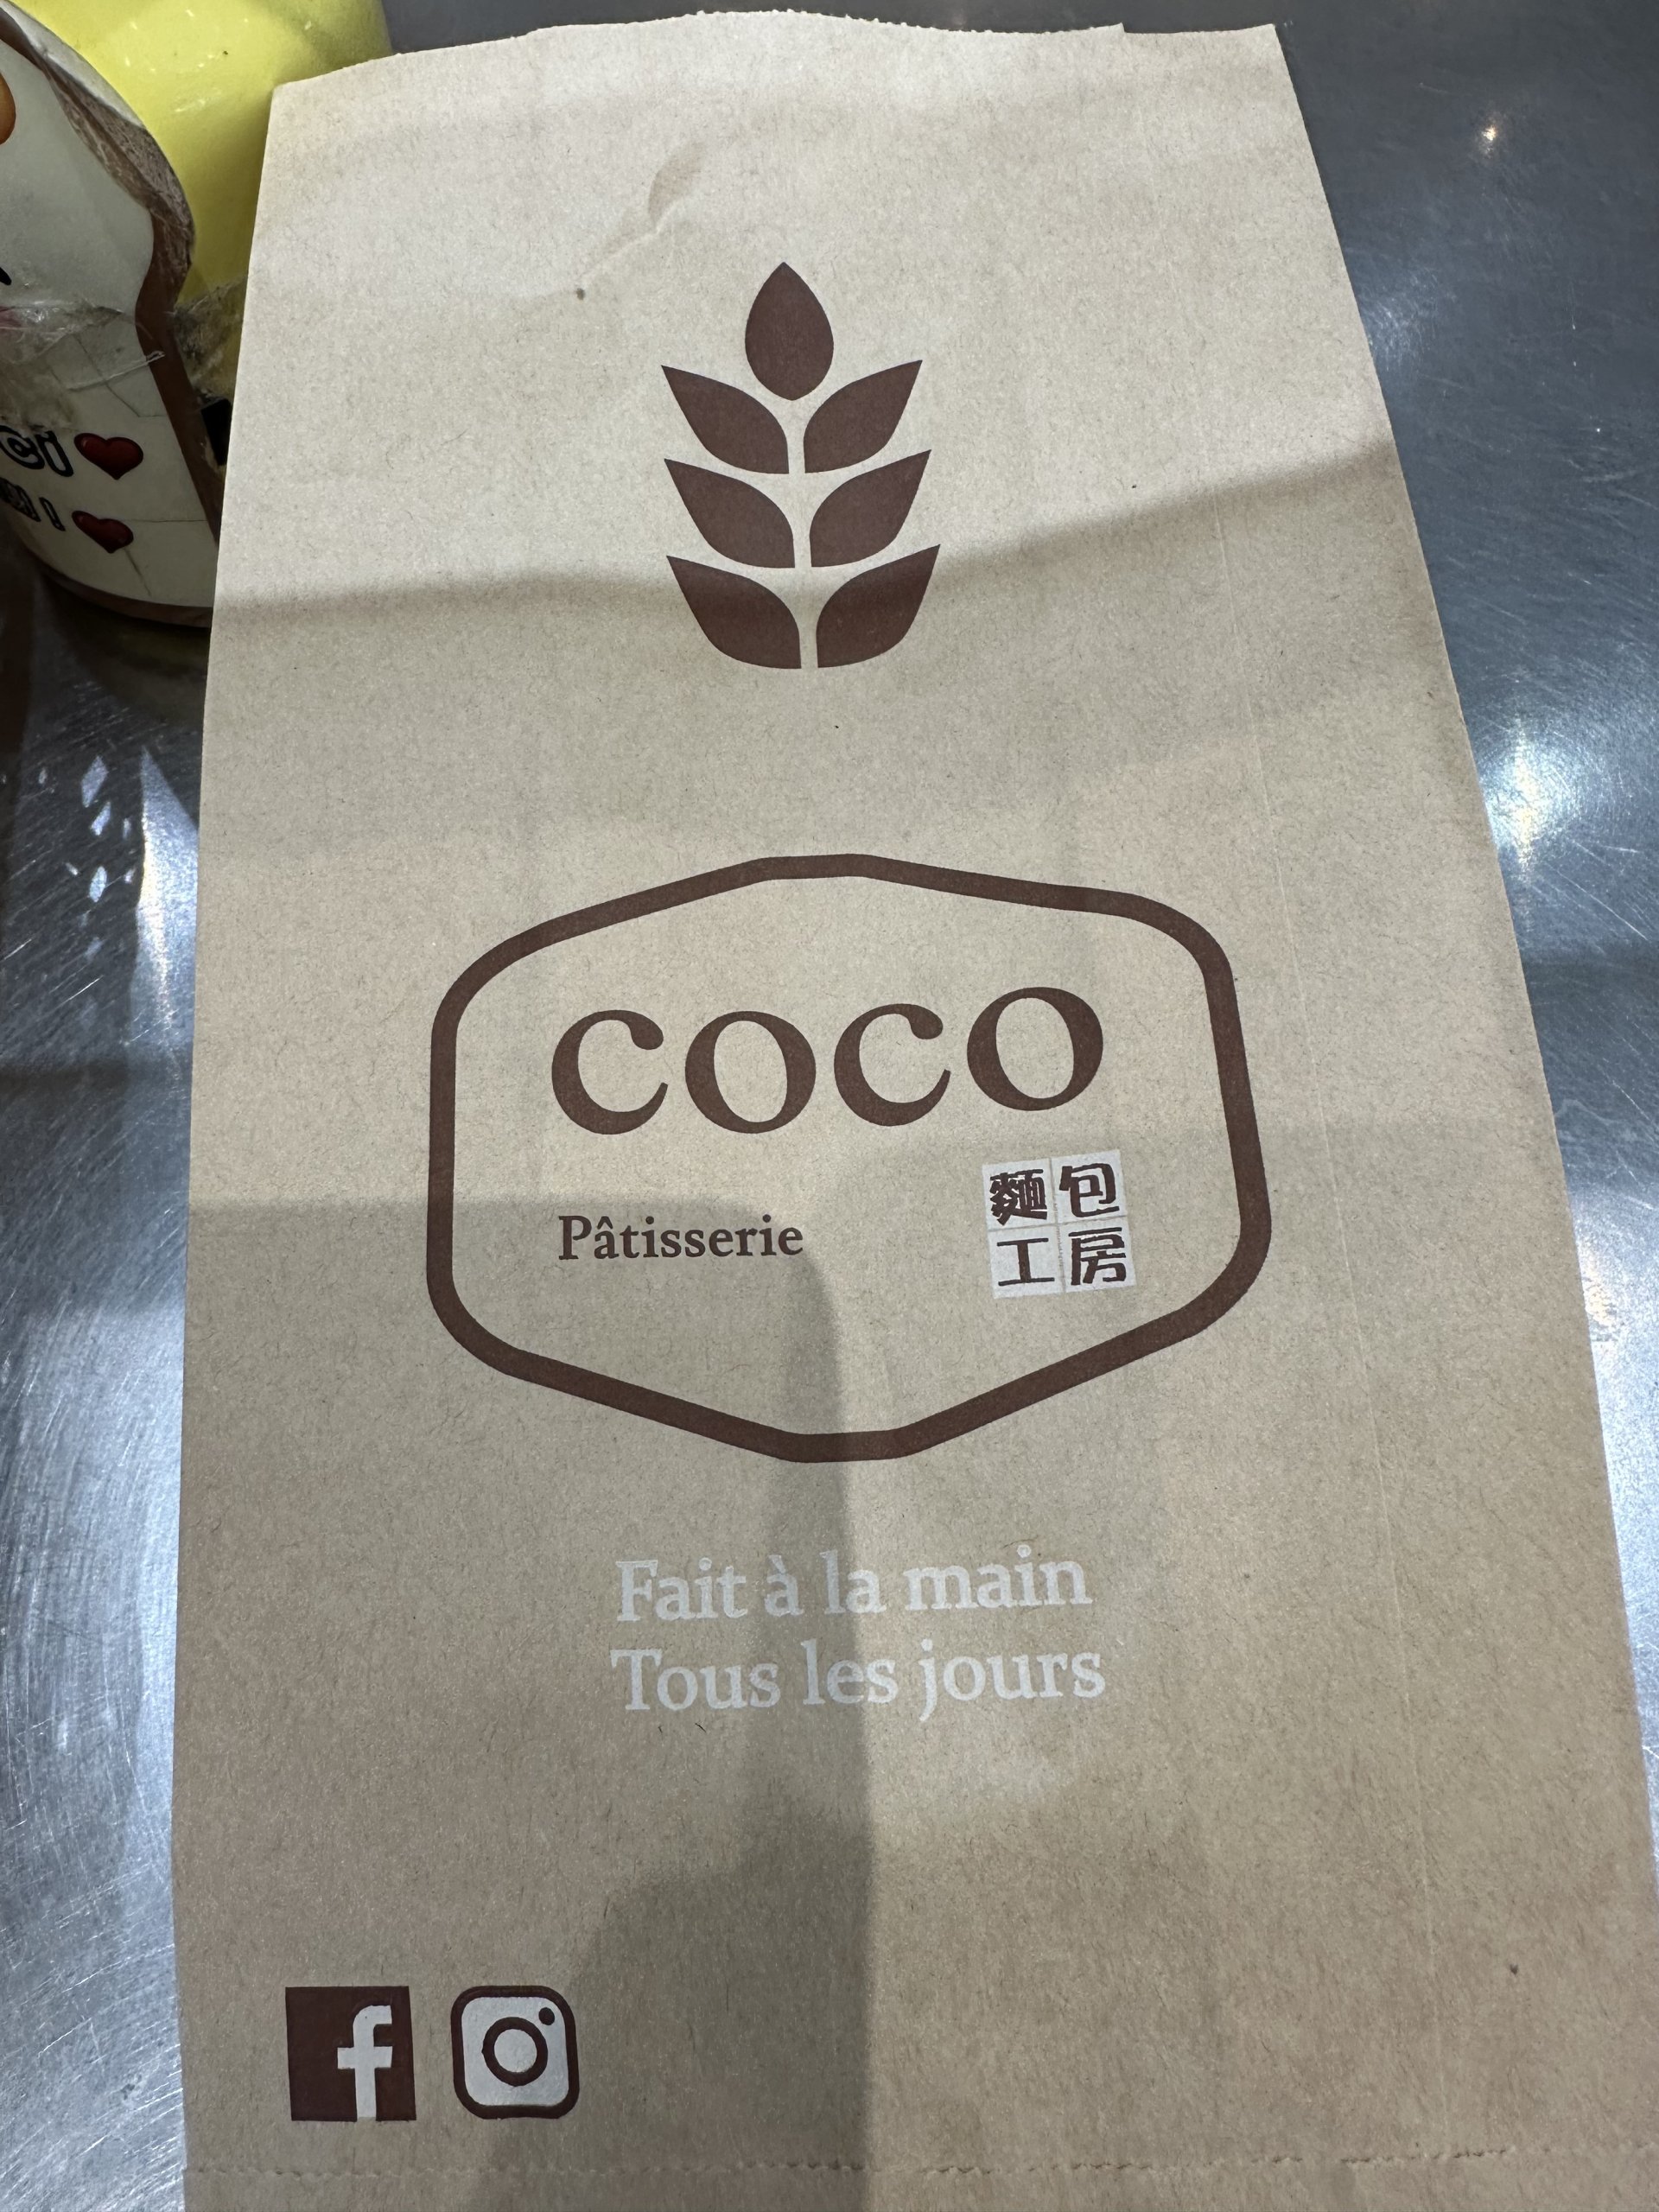 coco
Pâtisserie
麵包
工房
Fait à la main
Tous les jours